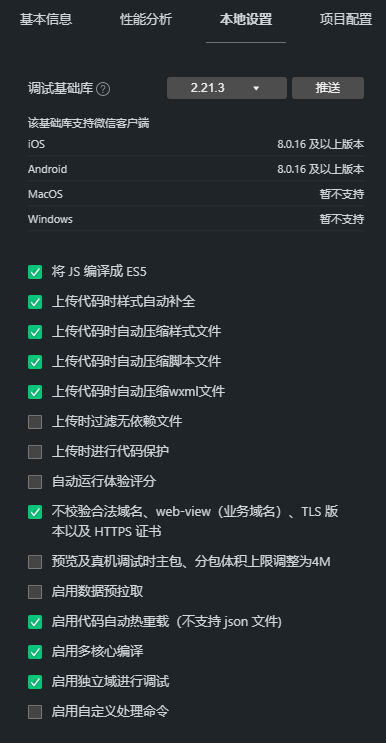 基本信息 性能分析 本地设置 项目配置
调试基础库 ? 2.21.3 推送
该基础库支持微信客户端
iOS 8.0.16 及以上版本
Android 8.0.16 及以上版本
MacOS 暂不支持
Windows 暂不支持
将 JS 编译成 ES5
上传代码时样式自动补全
上传代码时自动压缩样式文件
上传代码时自动压缩脚本文件
上传代码时自动压缩wxml文件
上传时过滤无依赖文件
上传时进行代码保护
自动运行体验评分
不校验合法域名、web-view（业务域名）、TLS 版
本以及 HTTPS 证书
预览及真机调试时主包、分包体积上限调整为4M
启用数据预拉取
启用代码自动热重载（不支持 json 文件)
启用多核心编译
启用独立域进行调试
启用自定义处理命令